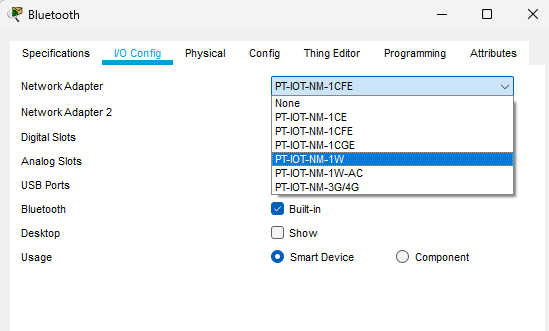 Bluetooth
Specifications I/O Config Physical Config Thing Editor Programming Attributes
Network Adapter PT-IOT-NM-1CFE
None
Network Adapter 2 PT-IOT-NM-1CE
PT-IOT-NM-1CFE
Digital Slots PT-IOT-NM-1CGE
Analog Slots PT-IOT-NM-1W
PT-IOT-NM-1W-AC
USB Ports PT-IOT-NM-3G/4G
Bluetooth Built-in
Desktop Show
Usage Smart Device Component